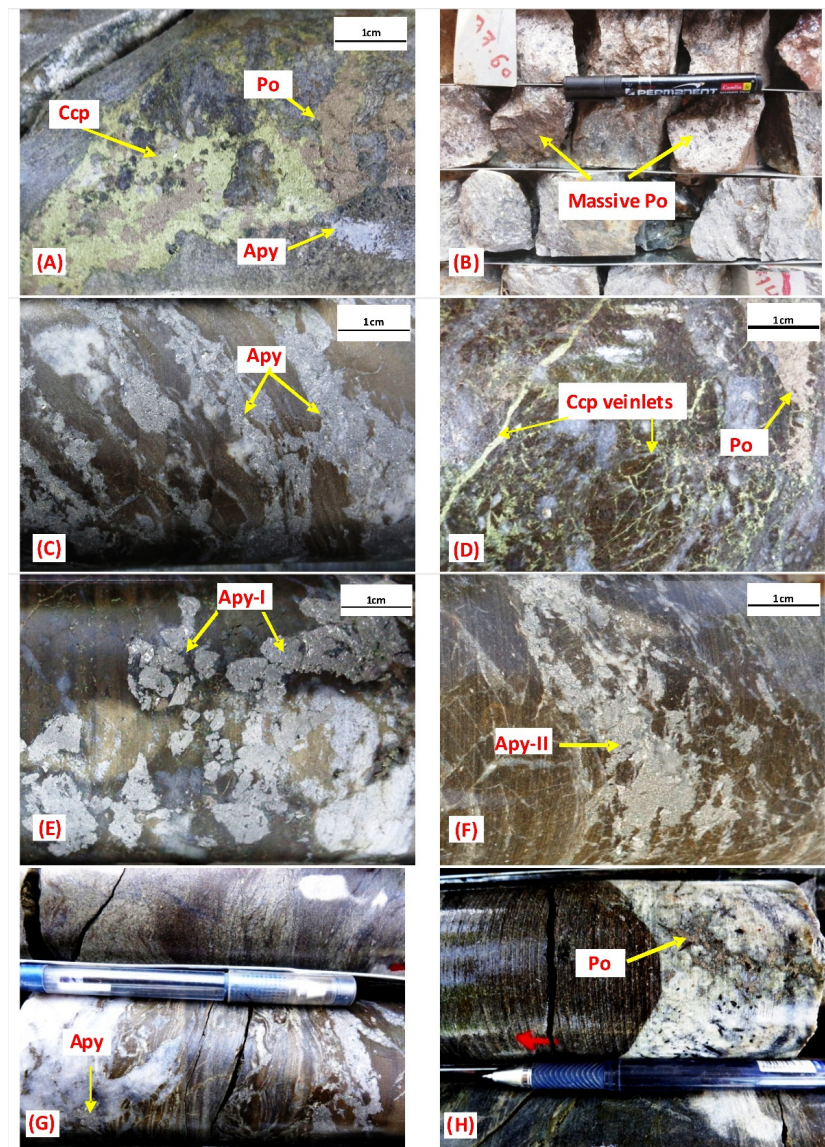 1cm
Po
Ccp
Apy
(A)
PERMANENT
Massive Po
(B)
1cm
Apy
(C)
1cm
Ccp veinlets
Po
(D)
Apy-I
1cm
(E)
1cm
Apy-II
(F)
Apy
(G)
Po
(H)